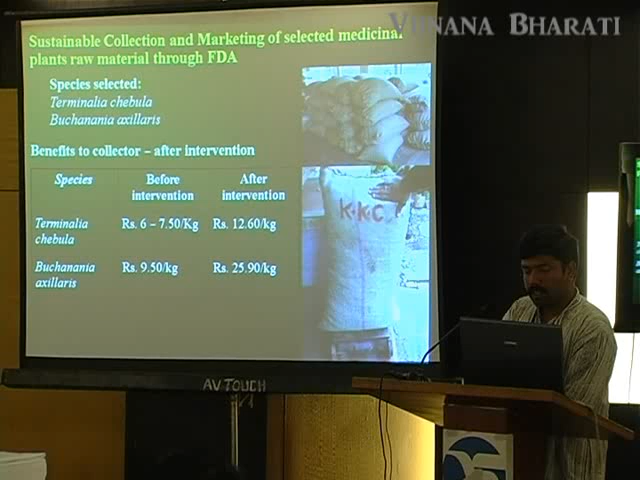 VIJNANA BHARATI
Sustainable Collection and Marketing of selected medicinal
plants raw material through FDA
Species selected:
Terminalia chebula
Buchanania axillaris
Benefits to collector – after intervention
Species Before intervention After intervention
Terminalia chebula Rs. 6 – 7.50/Kg Rs. 12.60/kg
Buchanania axillaris Rs. 9.50/kg Rs. 25.90/kg
K·K·C
AV TOUCH